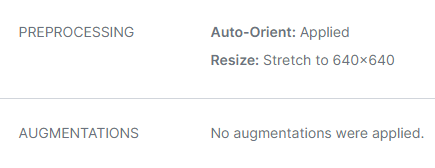 PREPROCESSING
Auto-Orient: Applied
Resize: Stretch to 640×640
AUGMENTATIONS
No augmentations were applied.